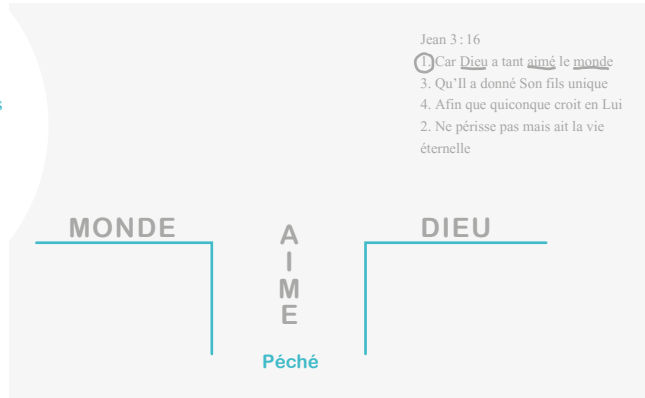 Jean 3 : 16
1. Car Dieu a tant aimé le monde
3. Qu’Il a donné Son fils unique
4. Afin que quiconque croit en Lui
2. Ne périsse pas mais ait la vie
éternelle
s
MONDE
A
I
M
E
DIEU
Péché